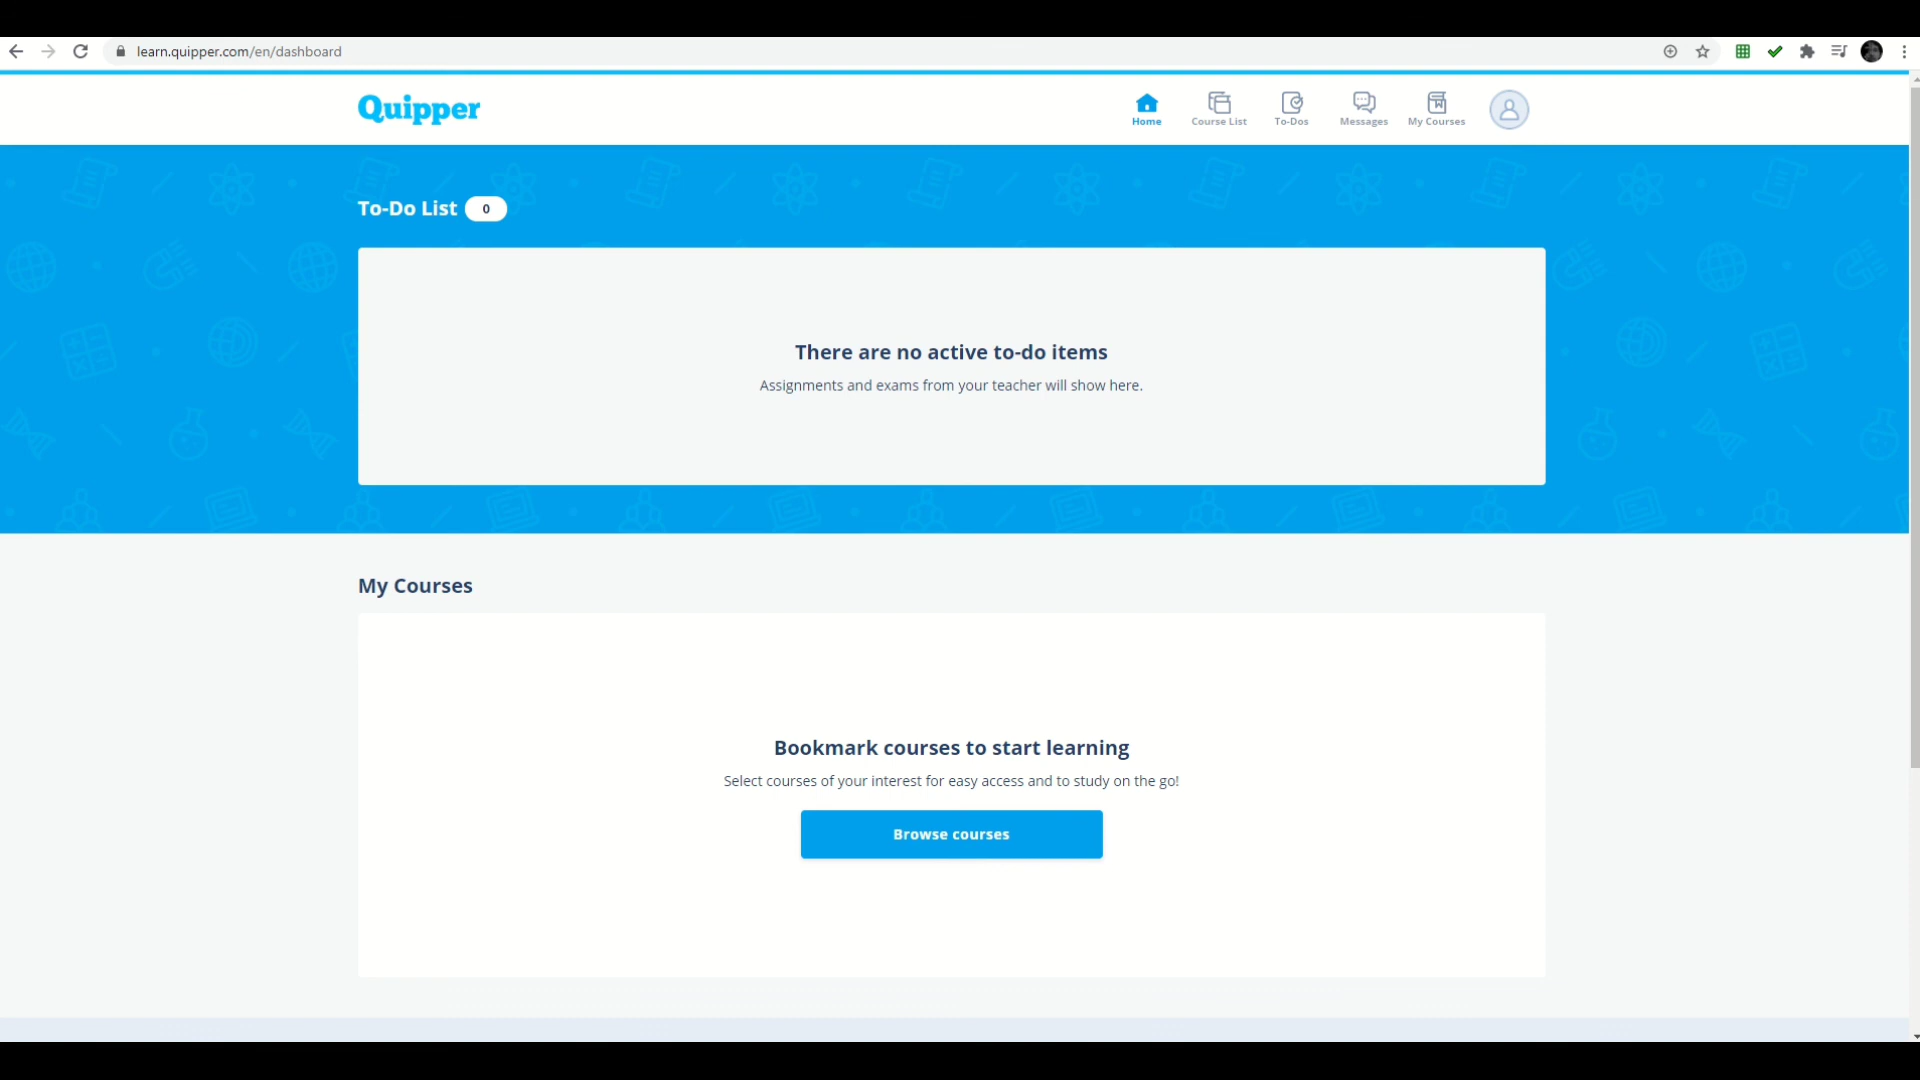 learn.quipper.com/en/dashboard
Quipper
Home
Course List
To-Dos
Messages
My Courses
To-Do List 0
There are no active to-do items
Assignments and exams from your teacher will show here.
My Courses
Bookmark courses to start learning
Select courses of your interest for easy access and to study on the go!
Browse courses